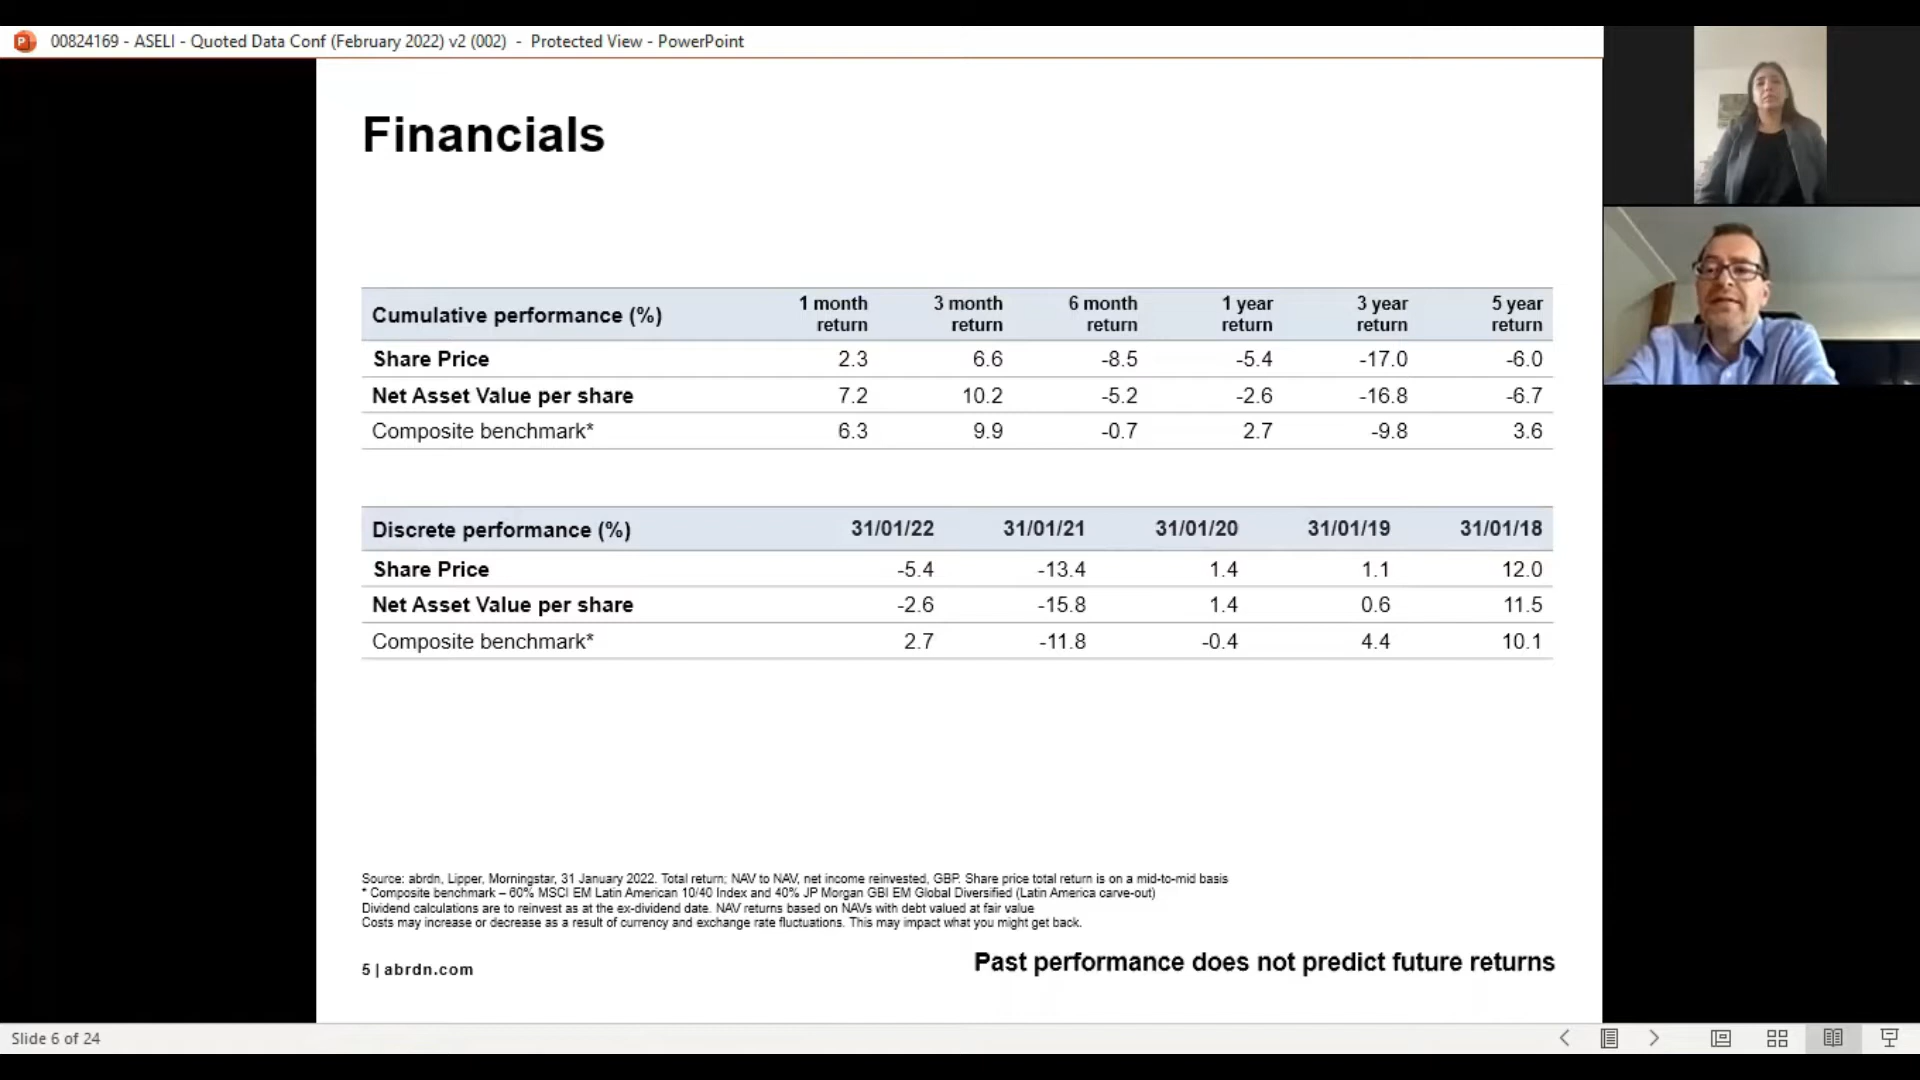 00824169 - ASELI - Quoted Data Conf (February 2022) v2 (002) - Protected View - PowerPoint
Financials
Cumulative performance (%) 1 month return 3 month return 6 month return 1 year return 3 year return 5 year return
Share Price 2.3 6.6 -8.5 -5.4 -17.0 -6.0
Net Asset Value per share 7.2 10.2 -5.2 -2.6 -16.8 -6.7
Composite benchmark* 6.3 9.9 -0.7 2.7 -9.8 3.6
Discrete performance (%) 31/01/22 31/01/21 31/01/20 31/01/19 31/01/18
Share Price -5.4 -13.4 1.4 1.1 12.0
Net Asset Value per share -2.6 -15.8 1.4 0.6 11.5
Composite benchmark* 2.7 -11.8 -0.4 4.4 10.1
Source: abrdn, Lipper, Morningstar, 31 January 2022. Total return; NAV to NAV, net income reinvested, GBP. Share price total return is on a mid-to-mid basis
* Composite benchmark – 60% MSCI EM Latin American 10/40 Index and 40% JP Morgan GBI EM Global Diversified (Latin America carve-out)
Dividend calculations are to reinvest as at the ex-dividend date. NAV returns based on NAVs with debt valued at fair value
Costs may increase or decrease as a result of currency and exchange rate fluctuations. This may impact what you might get back.
5 | abrdn.com
Past performance does not predict future returns
Slide 6 of 24